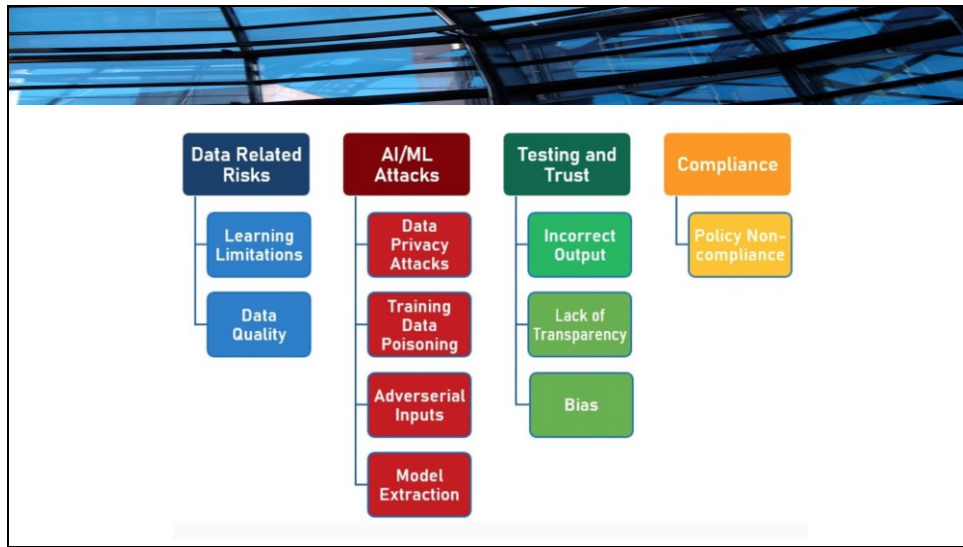 Data Related
Risks
Learning
Limitations
Data
Quality
AI/ML
Attacks
Data
Privacy
Attacks
Training
Data
Poisoning
Adverserial
Inputs
Model
Extraction
Testing and
Trust
Incorrect
Output
Lack of
Transparency
Bias
Compliance
Policy Non-
compliance